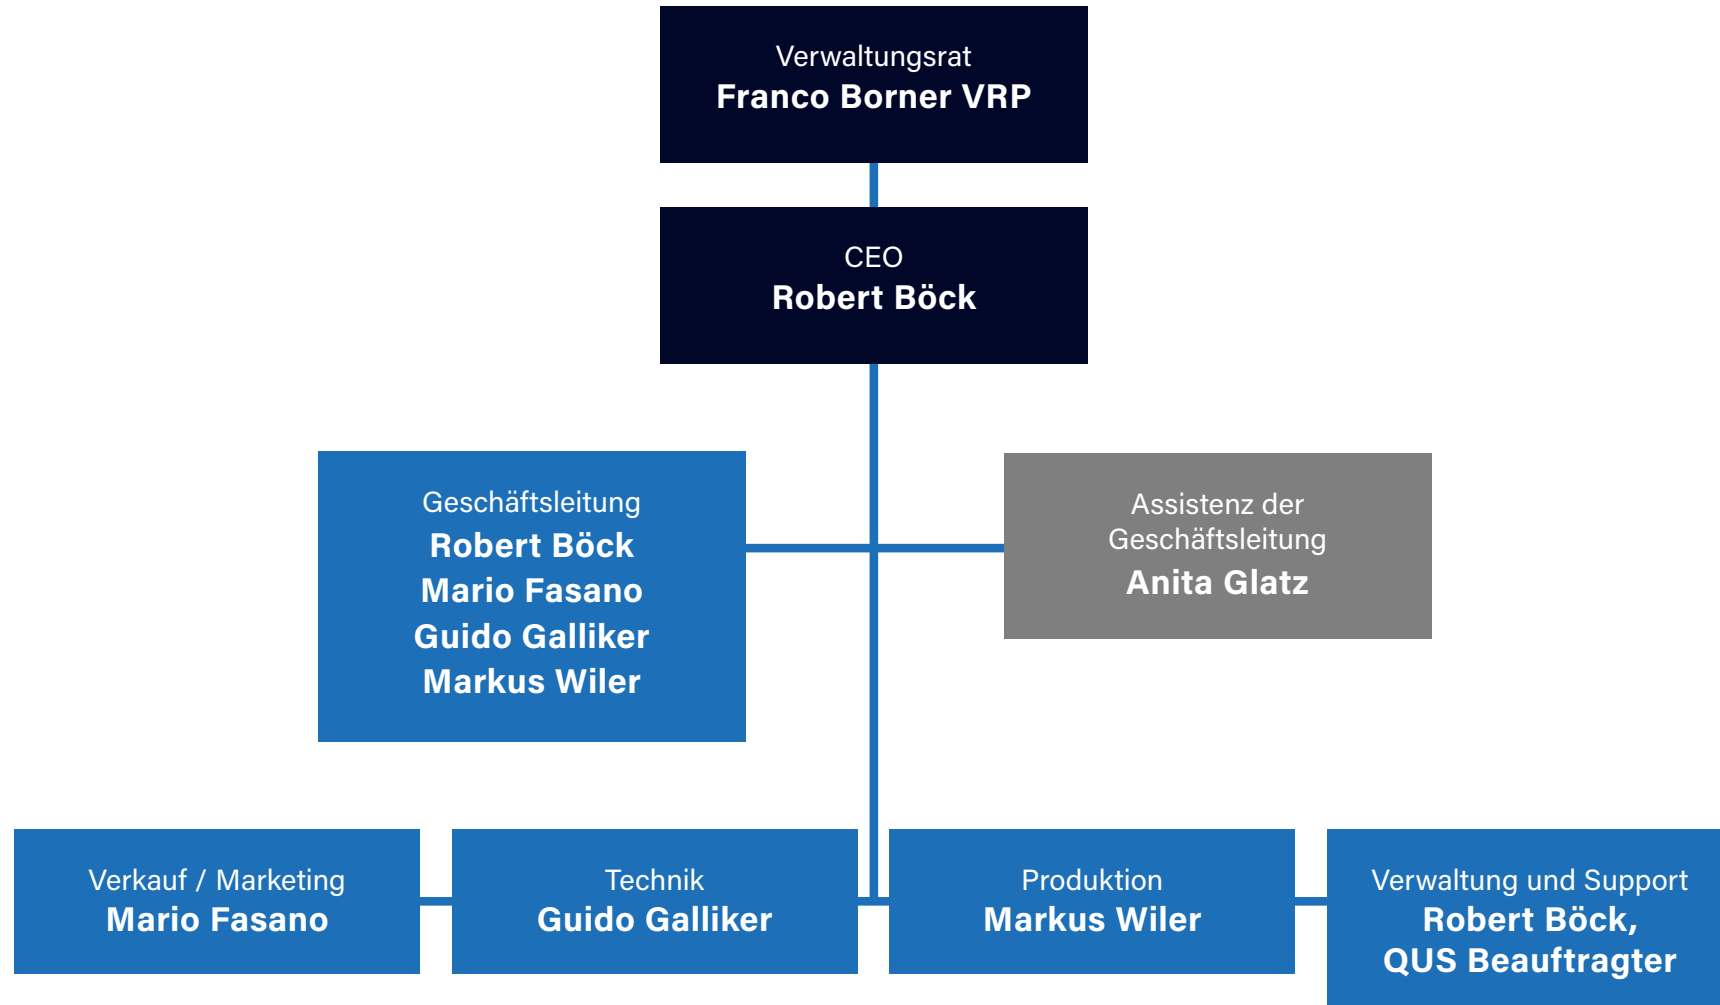 Verwaltungsrat
Franco Borner VRP
CEO
Robert Böck
Geschäftsleitung
Robert Böck
Mario Fasano
Guido Galliker
Markus Wiler
Assistenz der
Geschäftsleitung
Anita Glatz
Verkauf / Marketing
Mario Fasano
Technik
Guido Galliker
Produktion
Markus Wiler
Verwaltung und Support
Robert Böck,
QUS Beauftragter